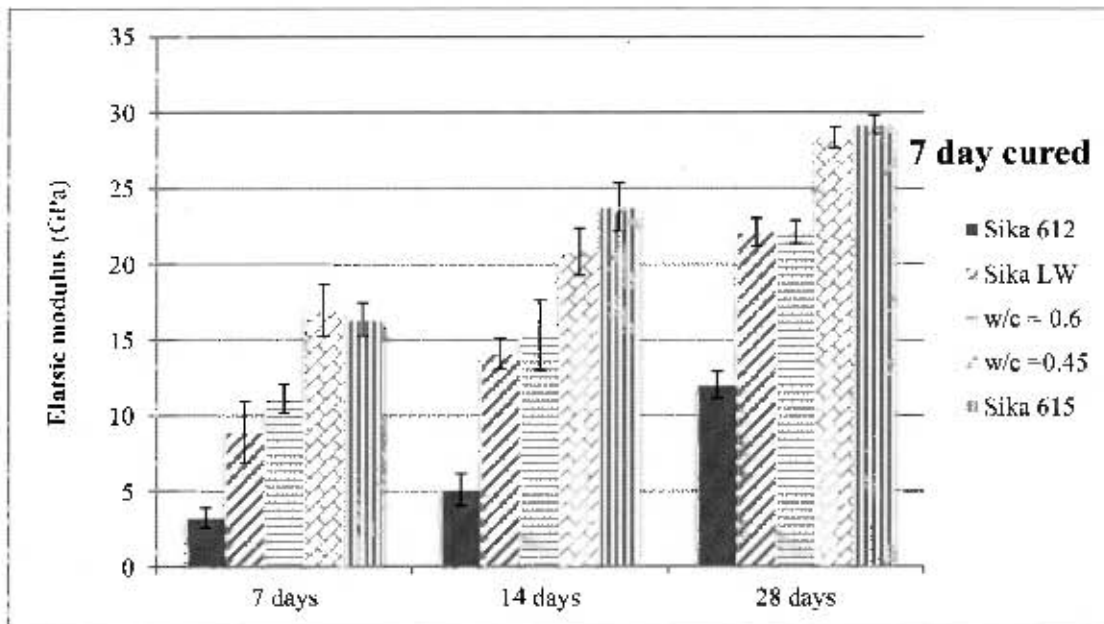 35
30
25
20
15
10
5
0
Elatsic modulus (GPa)
7 days
14 days
28 days
7 day cured
Sika 612
Sika LW
w/c = 0.6
w/c =0.45
Sika 615